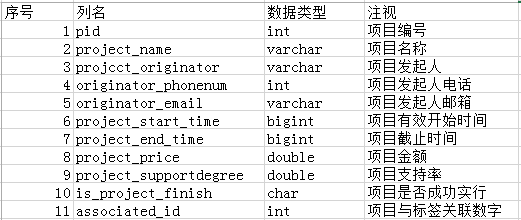 序号 列名 数据类型 注视
1 pid int 项目编号
2 project_name varchar 项目名称
3 projcct_originator varchar 项目发起人
4 originator_phonenum int 项目发起人电话
5 originator_email varchar 项目发起人邮箱
6 project_start_time bigint 项目有效开始时间
7 project_end_time bigint 项目截止时间
8 project_price double 项目金额
9 project_supportdegree double 项目支持率
10 is_project_finish char 项目是否成功实行
11 associated_id int 项目与标签关联数字